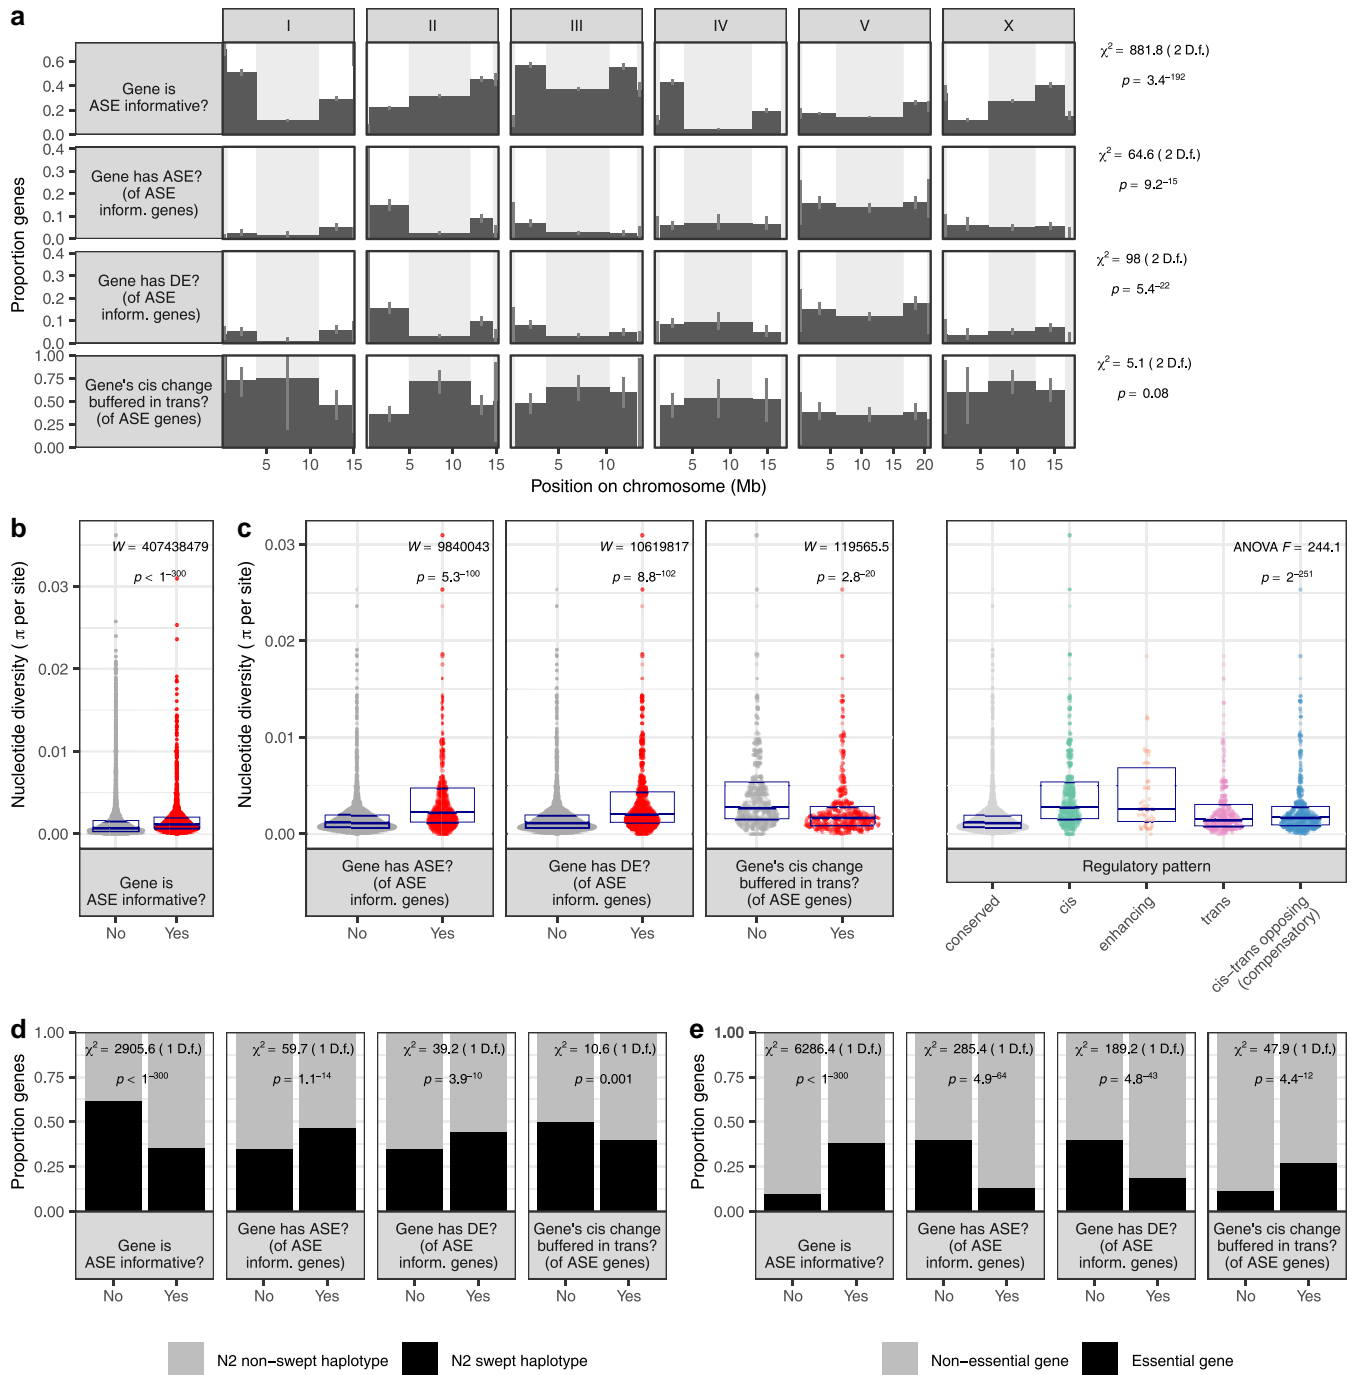 a
I II III IV V X
Proportion genes
Gene is
ASE informative?
0.6
0.4
0.2
0.0
χ² = 881.8 ( 2 D.f.)
p = 3.4⁻¹⁹²
Gene has ASE?
(of ASE
inform. genes)
0.4
0.3
0.2
0.1
0.0
χ² = 64.6 ( 2 D.f.)
p = 9.2⁻¹⁵
Gene has DE?
(of ASE
inform. genes)
0.4
0.3
0.2
0.1
0.0
χ² = 98 ( 2 D.f.)
p = 5.4⁻²²
Gene's cis change
buffered in trans?
(of ASE genes)
1.00
0.75
0.50
0.25
0.00
χ² = 5.1 ( 2 D.f.)
p = 0.08
5 10 15 5 10 15 5 10 5 10 15 5 10 15 20 5 10 15
Position on chromosome (Mb)
b
Nucleotide diversity ( π per site)
0.03
0.02
0.01
0.00
W = 407438479
p < 1⁻³⁰⁰
Gene is
ASE informative?
No Yes
c
Nucleotide diversity ( π per site)
0.03
0.02
0.01
0.00
W = 9840043
p = 5.3⁻¹⁰⁰
Gene has ASE?
(of ASE
inform. genes)
No Yes
W = 10619817
p = 8.8⁻¹⁰²
Gene has DE?
(of ASE
inform. genes)
No Yes
W = 119565.5
p = 2.8⁻²⁰
Gene's cis change
buffered in trans?
(of ASE genes)
No Yes
ANOVA F = 244.1
p = 2⁻²⁵¹
Regulatory pattern
conserved
cis
enhancing
trans
cis−trans opposing
(compensatory)
d
Proportion genes
1.00
0.75
0.50
0.25
0.00
χ² = 2905.6 ( 1 D.f.)
p < 1⁻³⁰⁰
Gene is
ASE informative?
No Yes
χ² = 59.7 ( 1 D.f.)
p = 1.1⁻¹⁴
Gene has ASE?
(of ASE
inform. genes)
No Yes
χ² = 39.2 ( 1 D.f.)
p = 3.9⁻¹⁰
Gene has DE?
(of ASE
inform. genes)
No Yes
χ² = 10.6 ( 1 D.f.)
p = 0.001
Gene's cis change
buffered in trans?
(of ASE genes)
No Yes
N2 non−swept haplotype N2 swept haplotype
e
Proportion genes
1.00
0.75
0.50
0.25
0.00
χ² = 6286.4 ( 1 D.f.)
p < 1⁻³⁰⁰
Gene is
ASE informative?
No Yes
χ² = 285.4 ( 1 D.f.)
p = 4.9⁻⁶⁴
Gene has ASE?
(of ASE
inform. genes)
No Yes
χ² = 189.2 ( 1 D.f.)
p = 4.8⁻⁴³
Gene has DE?
(of ASE
inform. genes)
No Yes
χ² = 47.9 ( 1 D.f.)
p = 4.4⁻¹²
Gene's cis change
buffered in trans?
(of ASE genes)
No Yes
Non−essential gene Essential gene